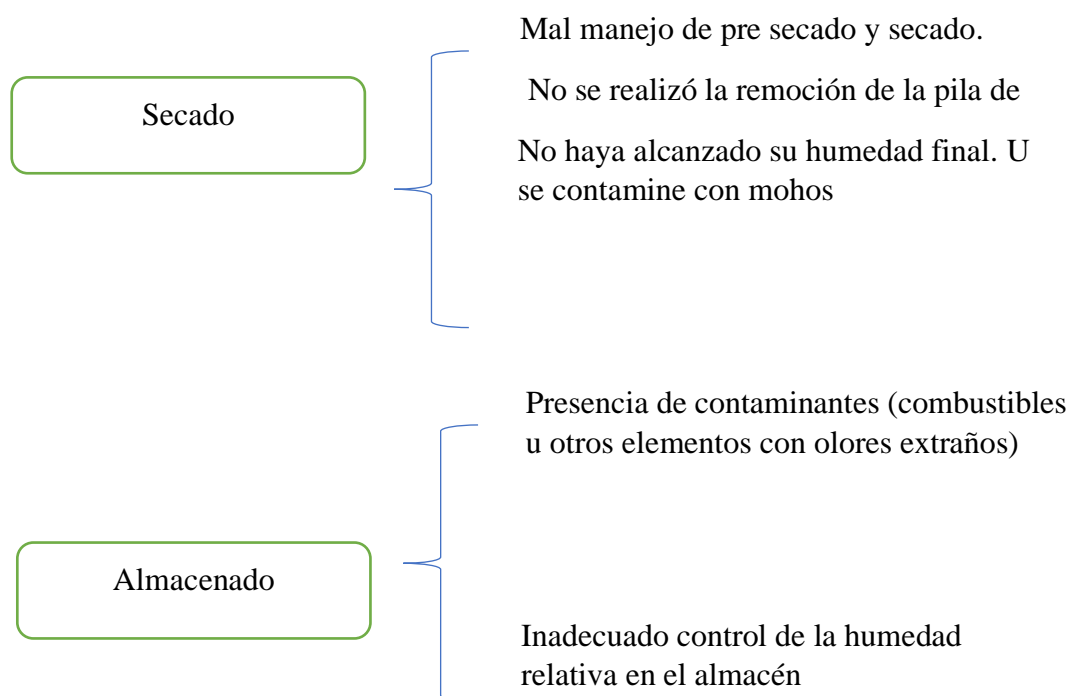 Mal manejo de pre secado y secado.
Secado
No se realizó la remoción de la pila de
No haya alcanzado su humedad final. U
se contamine con mohos
Presencia de contaminantes (combustibles
u otros elementos con olores extraños)
Almacenado
Inadecuado control de la humedad
relativa en el almacén